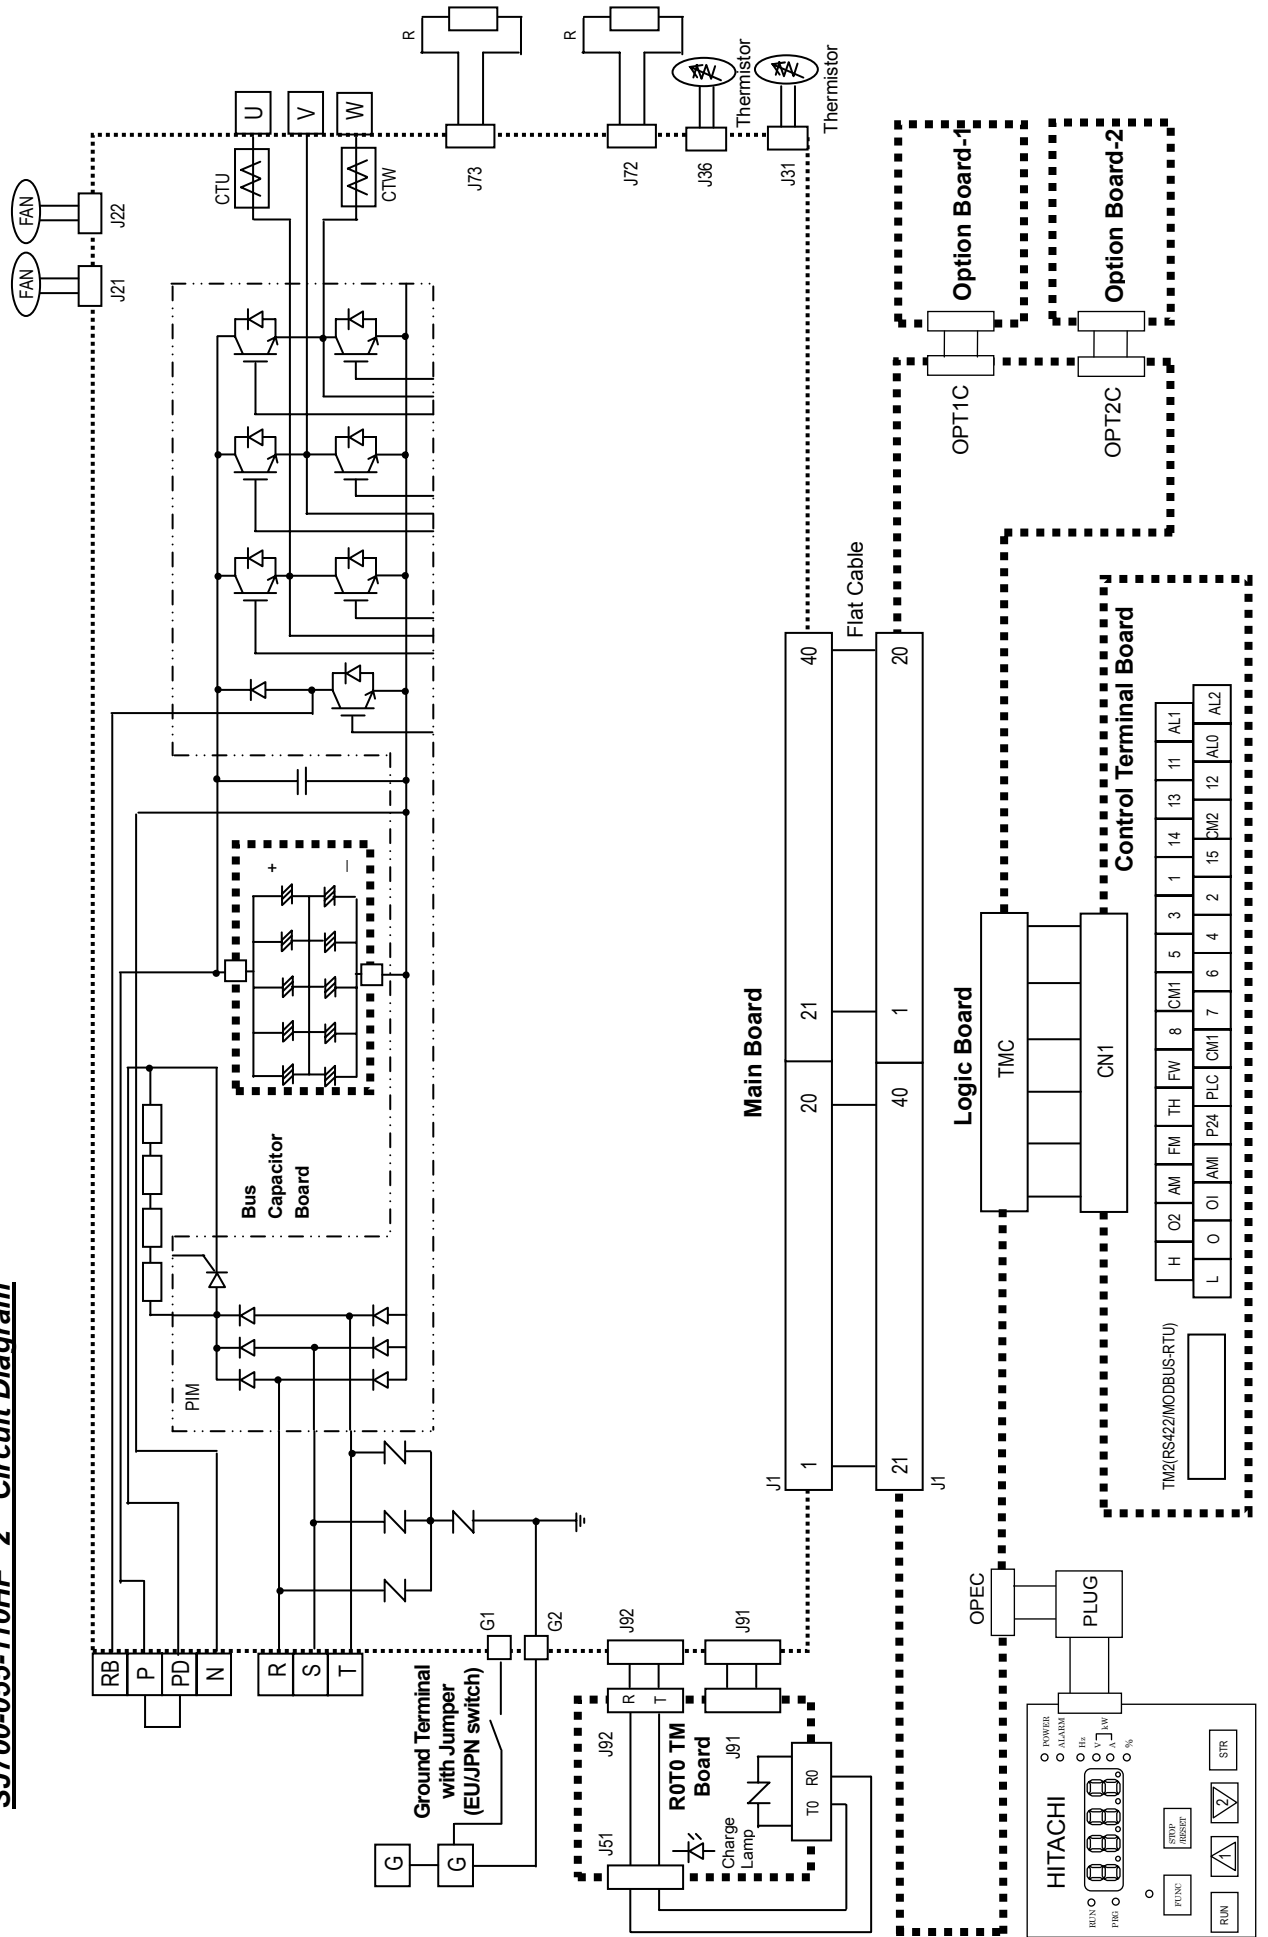 SJ700-055-110HF 2 Circuit Diagram
FAN
FAN
J21
J22
RB
P
PD
N
R
S
T
U
V
W
CTU
CTW
PIM
Bus
Capacitor
Board
+
−
R
J73
R
J72
J36
Thermistor
J31
Thermistor
G1
G2
Ground Terminal
with Jumper
(EU/JPN switch)
G
G
J92
J91
J92
R
T
R0T0 TM
Board
J91
J51
Charge
Lamp
T0 R0
Main Board
J1
1
20
21
40
Flat Cable
J1
21
40
1
20
Option Board-1
OPT1C
Option Board-2
OPT2C
Logic Board
TMC
CN1
Control Terminal Board
H O2 AM FM TH FW 8 CM1 5 3 1 14 13 11 AL1
L O OI AMI P24 PLC CM1 7 6 4 2 15 CM2 12 AL0 AL2
TM2(RS422/MODBUS-RTU)
OPEC
PLUG
HITACHI
POWER
ALARM
Hz
V
kW
A
%
8.8.8.8.
RUN
PRG
FUNC
STOP
/RESET
RUN
1
2
STR